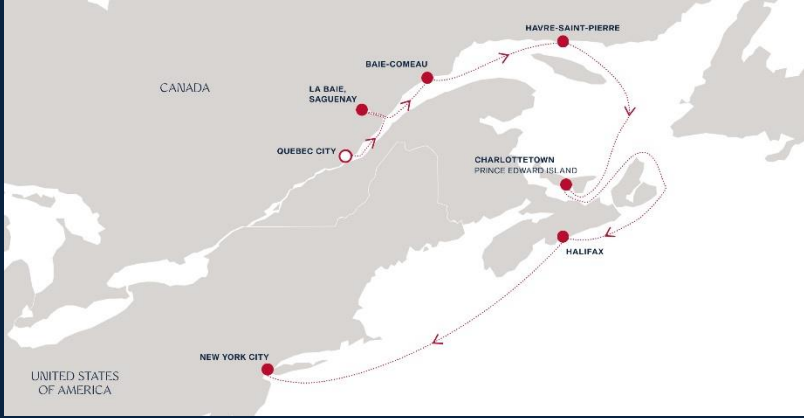 HAVRE-SAINT-PIERRE
BAIE-COMEAU
CANADA
LA BAIE,
SAGUENAY
QUEBEC CITY
CHARLOTTETOWN
PRINCE EDWARD ISLAND
HALIFAX
NEW YORK CITY
UNITED STATES
OF AMERICA